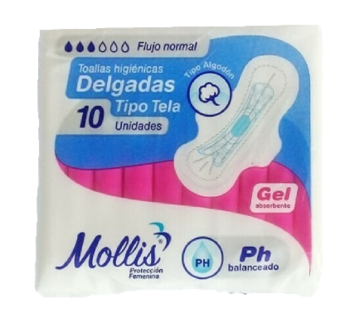 Flujo normal
Toallas higiénicas
Delgadas
Tipo Tela
10
Unidades
Tipo Algodón
Gel
absorbente
Mollis
Protección
Femenina
PH
Ph
balanceado